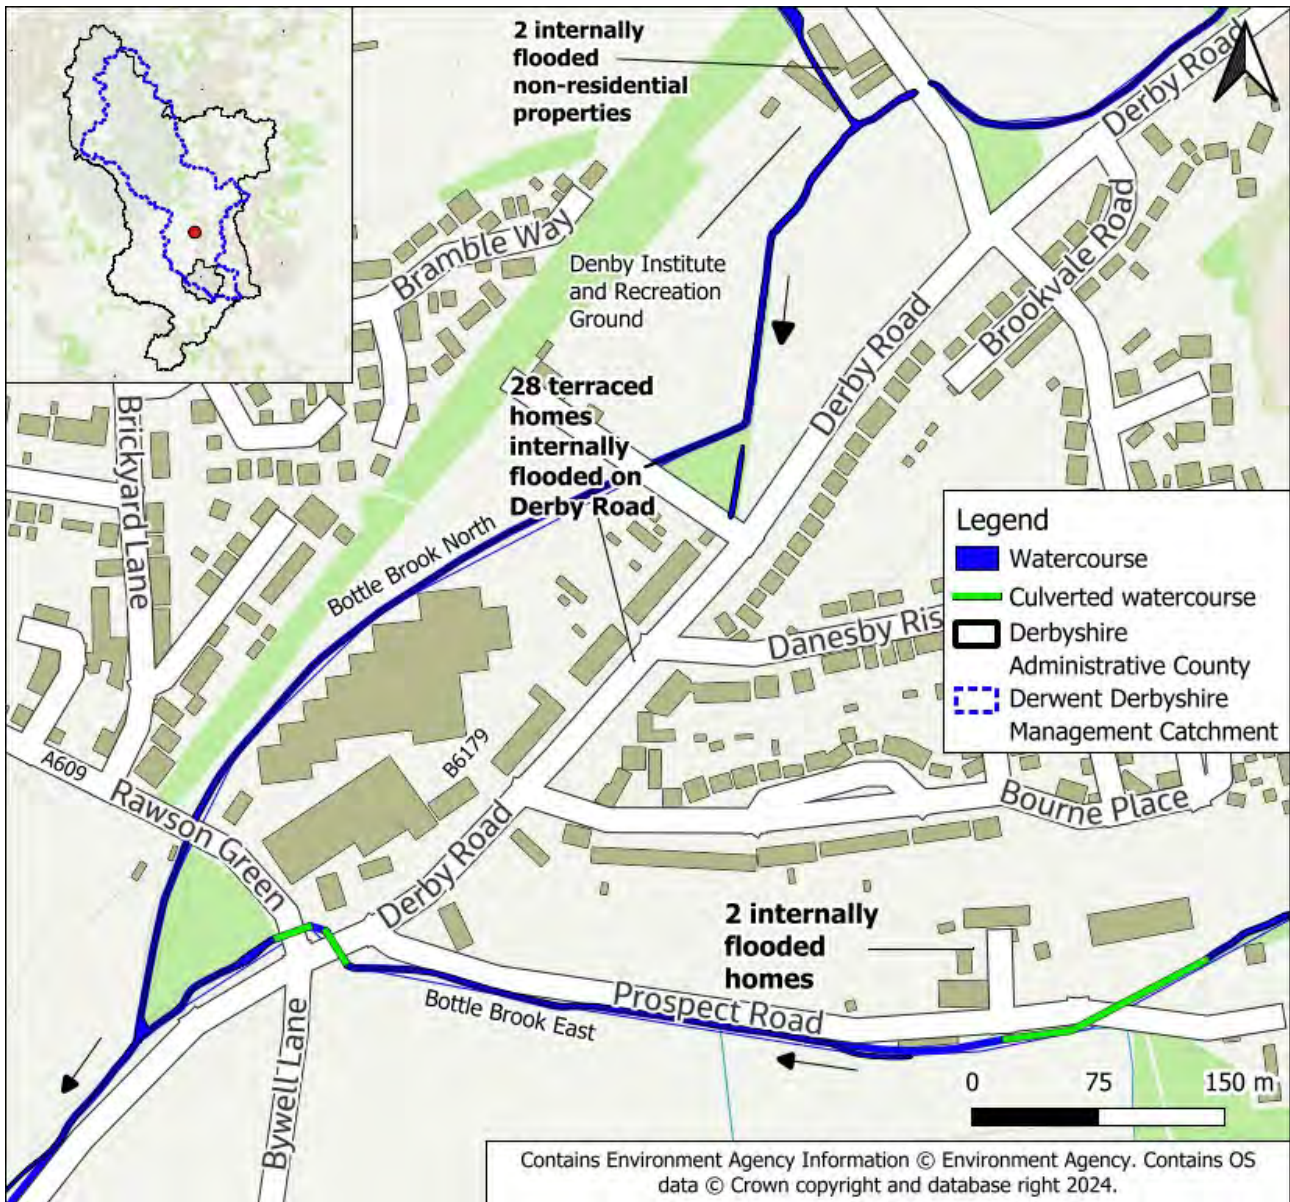 2 internally
flooded
non-residential
properties
Derby Road
Brookvale Road
Bramble Way
Denby Institute
and Recreation
Ground
Derby Road
28 terraced
homes
internally
flooded on
Derby Road
Brickyard Lane
Bottle Brook North
Danesby Ris
Legend
Watercourse
Culverted watercourse
Derbyshire
Administrative County
Derwent Derbyshire
Management Catchment
A609
B6179
Rawson Green
Bourne Place
Derby Road
2 internally
flooded
homes
Prospect Road
Bottle Brook East
Bywell Lane
0 75 150 m
Contains Environment Agency Information © Environment Agency. Contains OS
data © Crown copyright and database right 2024.